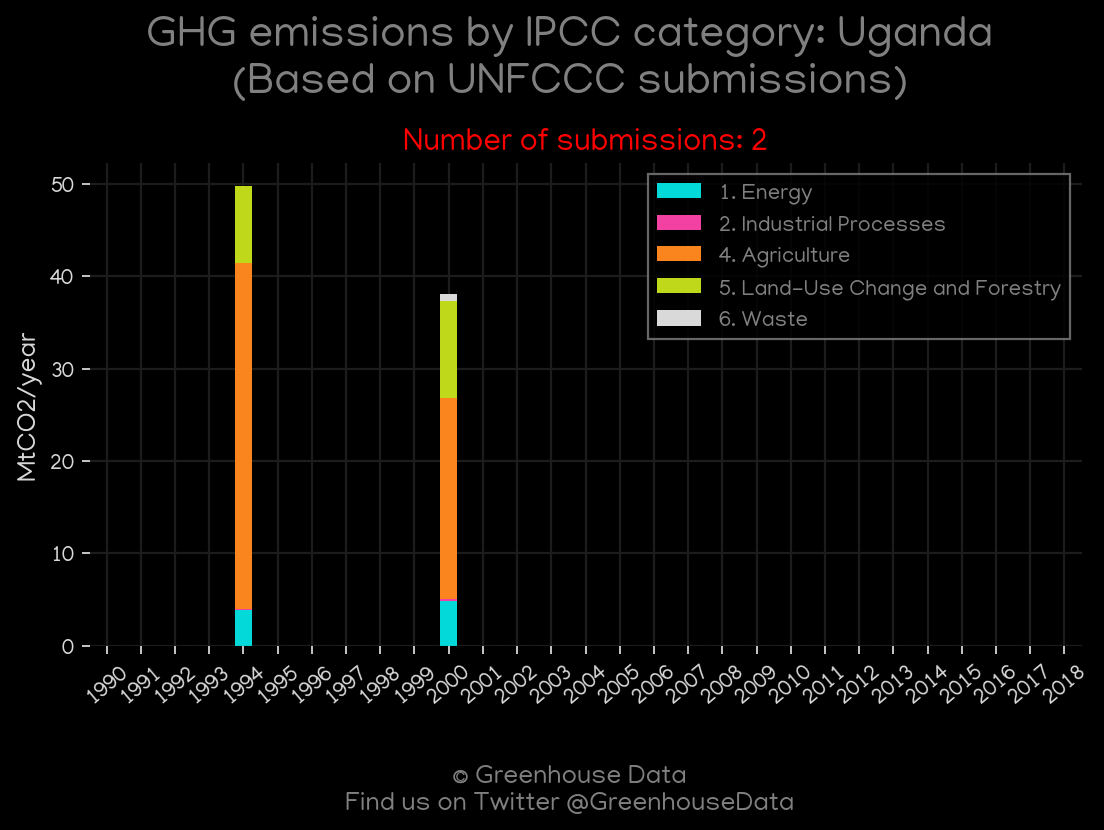 GHG emissions by IPCC category: Uganda
(Based on UNFCCC submissions)
Number of submissions: 2
1. Energy
2. Industrial Processes
4. Agriculture
5. Land-Use Change and Forestry
6. Waste
MtCO2/year
50
40
30
20
10
0
1990 1991 1992 1993 1994 1995 1996 1997 1998 1999 2000 2001 2002 2003 2004 2005 2006 2007 2008 2009 2010 2011 2012 2013 2014 2015 2016 2017 2018
© Greenhouse Data
Find us on Twitter @GreenhouseData